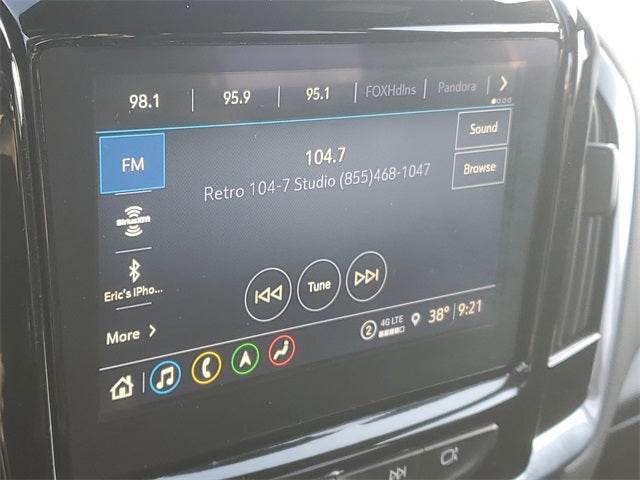 98.1 95.9 95.1 FOXHdlns Pandora
Sound
FM
104.7
Retro 104-7 Studio (855)468-1047
Browse
SiriusXM
Eric's iPho...
Tune
More
2 4G LTE 38° 9:21